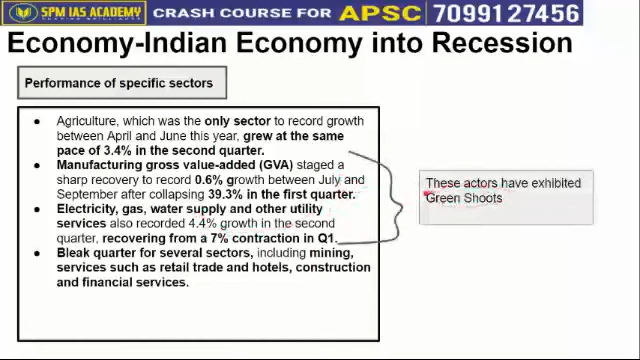 SPM IAS ACADEMY
CRASH COURSE FOR APSC 7099127456
Economy-Indian Economy into Recession
Performance of specific sectors
● Agriculture, which was the only sector to record growth
between April and June this year, grew at the same
pace of 3.4% in the second quarter.
● Manufacturing gross value-added (GVA) staged a
sharp recovery to record 0.6% growth between July and
September after collapsing 39.3% in the first quarter.
● Electricity, gas, water supply and other utility
services also recorded 4.4% growth in the second
quarter, recovering from a 7% contraction in Q1.
● Bleak quarter for several sectors, including mining,
services such as retail trade and hotels, construction
and financial services.
These actors have exhibited
Green Shoots